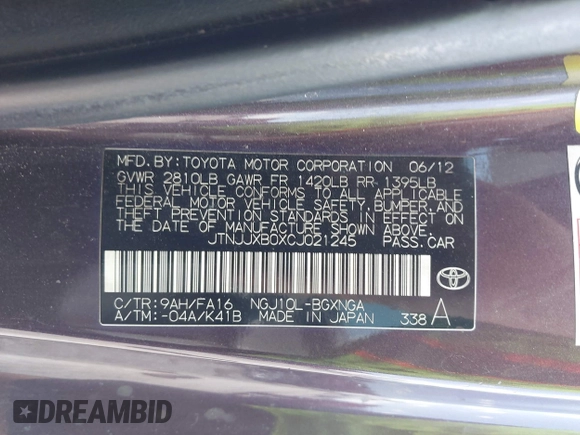 MFD. BY: TOYOTA MOTOR CORPORATION 06/12
GVWR 2810LB GAWR FR 1420LB RR 1395LB
THIS VEHICLE CONFORMS TO ALL APPLICABLE
FEDERAL MOTOR VEHICLE SAFETY, BUMPER, AND
THEFT PREVENTION STANDARDS IN EFFECT ON
THE DATE OF MANUFACTURE SHOWN ABOVE.
JTNJJXB0XCJ021245 PASS.CAR
C/TR: 9AH/FA16 NGJ10L-BGXNGA
A/TM: -04A/K41B MADE IN JAPAN 338 A
DREAMBID